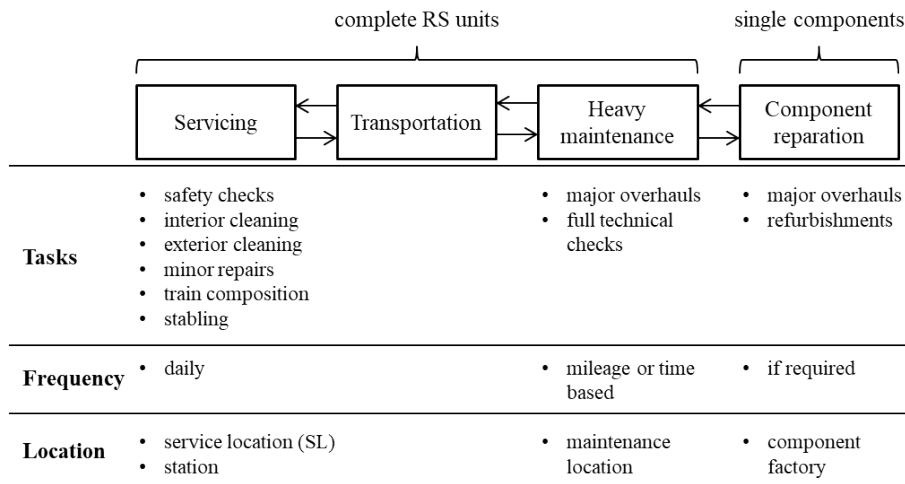 complete RS units
single components
Servicing
Transportation
Heavy
maintenance
Component
reparation
Tasks
• safety checks
• interior cleaning
• exterior cleaning
• minor repairs
• train composition
• stabling
• major overhauls
• full technical
checks
• major overhauls
• refurbishments
Frequency
• daily
• mileage or time
based
• if required
Location
• service location (SL)
• station
• maintenance
location
• component
factory